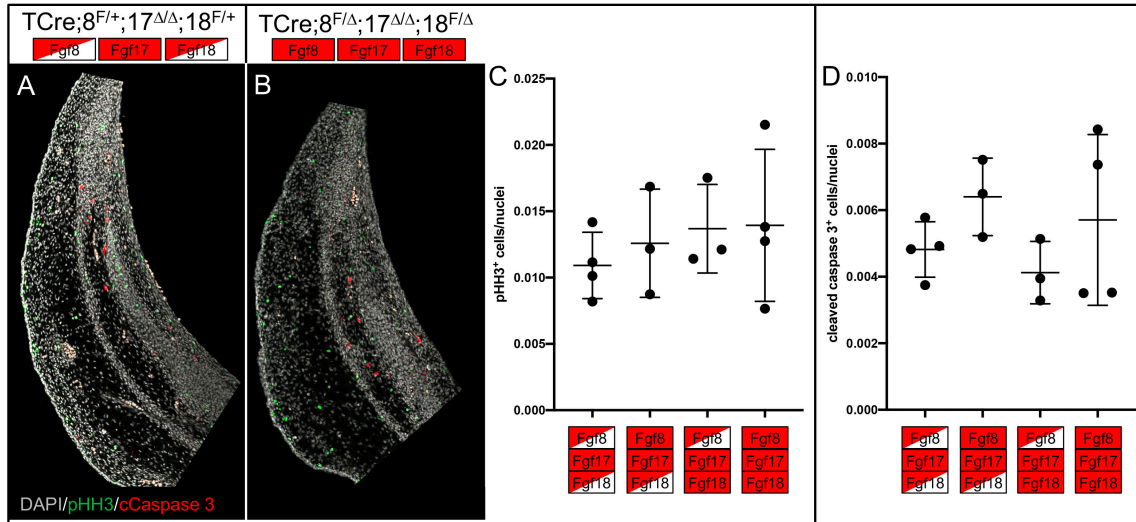 TCre;8F/+;17Δ/Δ;18F/+
Fgf8 Fgf17 Fgf18
TCre;8F/Δ;17Δ/Δ;18F/Δ
Fgf8 Fgf17 Fgf18
A
DAPI/pHH3/cCaspase 3
B
C
pHH3+ cells/nuclei
0.025
0.020
0.015
0.010
0.005
0.000
Fgf8 Fgf8 Fgf8 Fgf8
Fgf17 Fgf17 Fgf17 Fgf17
Fgf18 Fgf18 Fgf18 Fgf18
D
cleaved caspase 3+ cells/nuclei
0.010
0.008
0.006
0.004
0.002
0.000
Fgf8 Fgf8 Fgf8 Fgf8
Fgf17 Fgf17 Fgf17 Fgf17
Fgf18 Fgf18 Fgf18 Fgf18